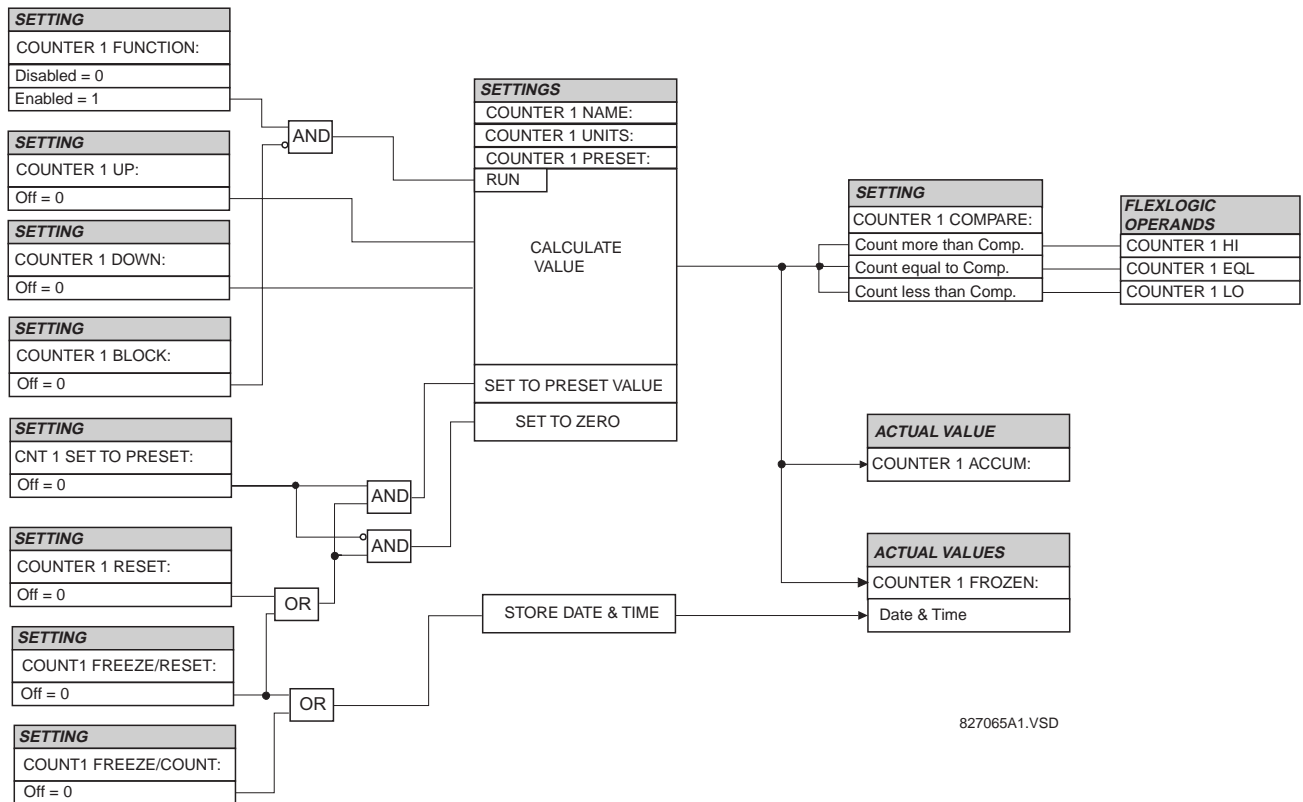 SETTING
COUNTER 1 FUNCTION:
Disabled = 0
Enabled = 1
SETTING
COUNTER 1 UP:
Off = 0
SETTING
COUNTER 1 DOWN:
Off = 0
SETTING
COUNTER 1 BLOCK:
Off = 0
SETTING
CNT 1 SET TO PRESET:
Off = 0
SETTING
COUNTER 1 RESET:
Off = 0
SETTING
COUNT1 FREEZE/RESET:
Off = 0
SETTING
COUNT1 FREEZE/COUNT:
Off = 0
AND
AND
AND
OR
OR
SETTINGS
COUNTER 1 NAME:
COUNTER 1 UNITS:
COUNTER 1 PRESET:
RUN
CALCULATE
VALUE
SET TO PRESET VALUE
SET TO ZERO
STORE DATE & TIME
SETTING
COUNTER 1 COMPARE:
Count more than Comp.
Count equal to Comp.
Count less than Comp.
FLEXLOGIC
OPERANDS
COUNTER 1 HI
COUNTER 1 EQL
COUNTER 1 LO
ACTUAL VALUE
COUNTER 1 ACCUM:
ACTUAL VALUES
COUNTER 1 FROZEN:
Date & Time
827065A1.VSD